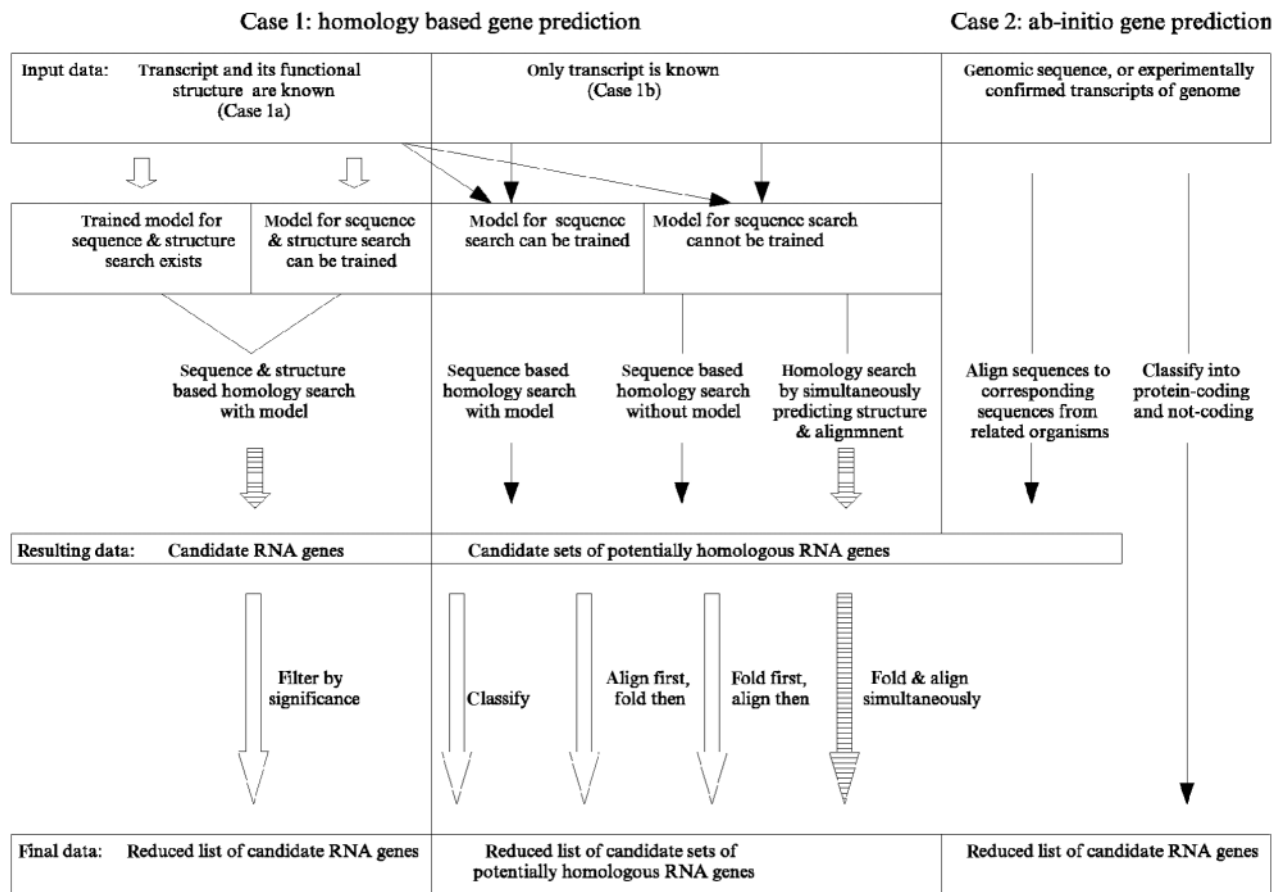 Case 1: homology based gene prediction
Case 2: ab-initio gene prediction
Input data:
Transcript and its functional
structure are known
(Case 1a)
Only transcript is known
(Case 1b)
Genomic sequence, or experimentally
confirmed transcripts of genome
Trained model for
sequence & structure
search exists
Model for sequence
& structure search
can be trained
Model for sequence
search can be trained
Model for sequence search
cannot be trained
Sequence & structure
based homology search
with model
Sequence based
homology search
with model
Sequence based
homology search
without model
Homology search
by simultaneously
predicting structure
& alignmnent
Align sequences to
corresponding
sequences from
related organisms
Classify into
protein-coding
and not-coding
Resulting data:
Candidate RNA genes
Candidate sets of potentially homologous RNA genes
Filter by
significance
Classify
Align first,
fold then
Fold first,
align then
Fold & align
simultaneously
Final data:
Reduced list of candidate RNA genes
Reduced list of candidate sets of
potentially homologous RNA genes
Reduced list of candidate RNA genes